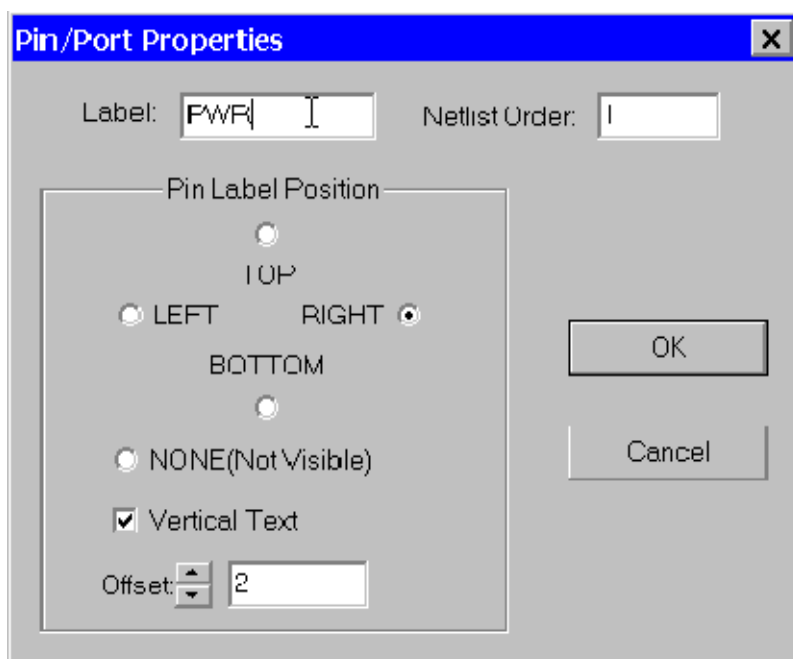 Pin/Port Properties
Label: PWR Netlist Order: 1
Pin Label Position
TOP
LEFT RIGHT
BOTTOM
OK
NONE(Not Visible)
Cancel
Vertical Text
Offset: 2